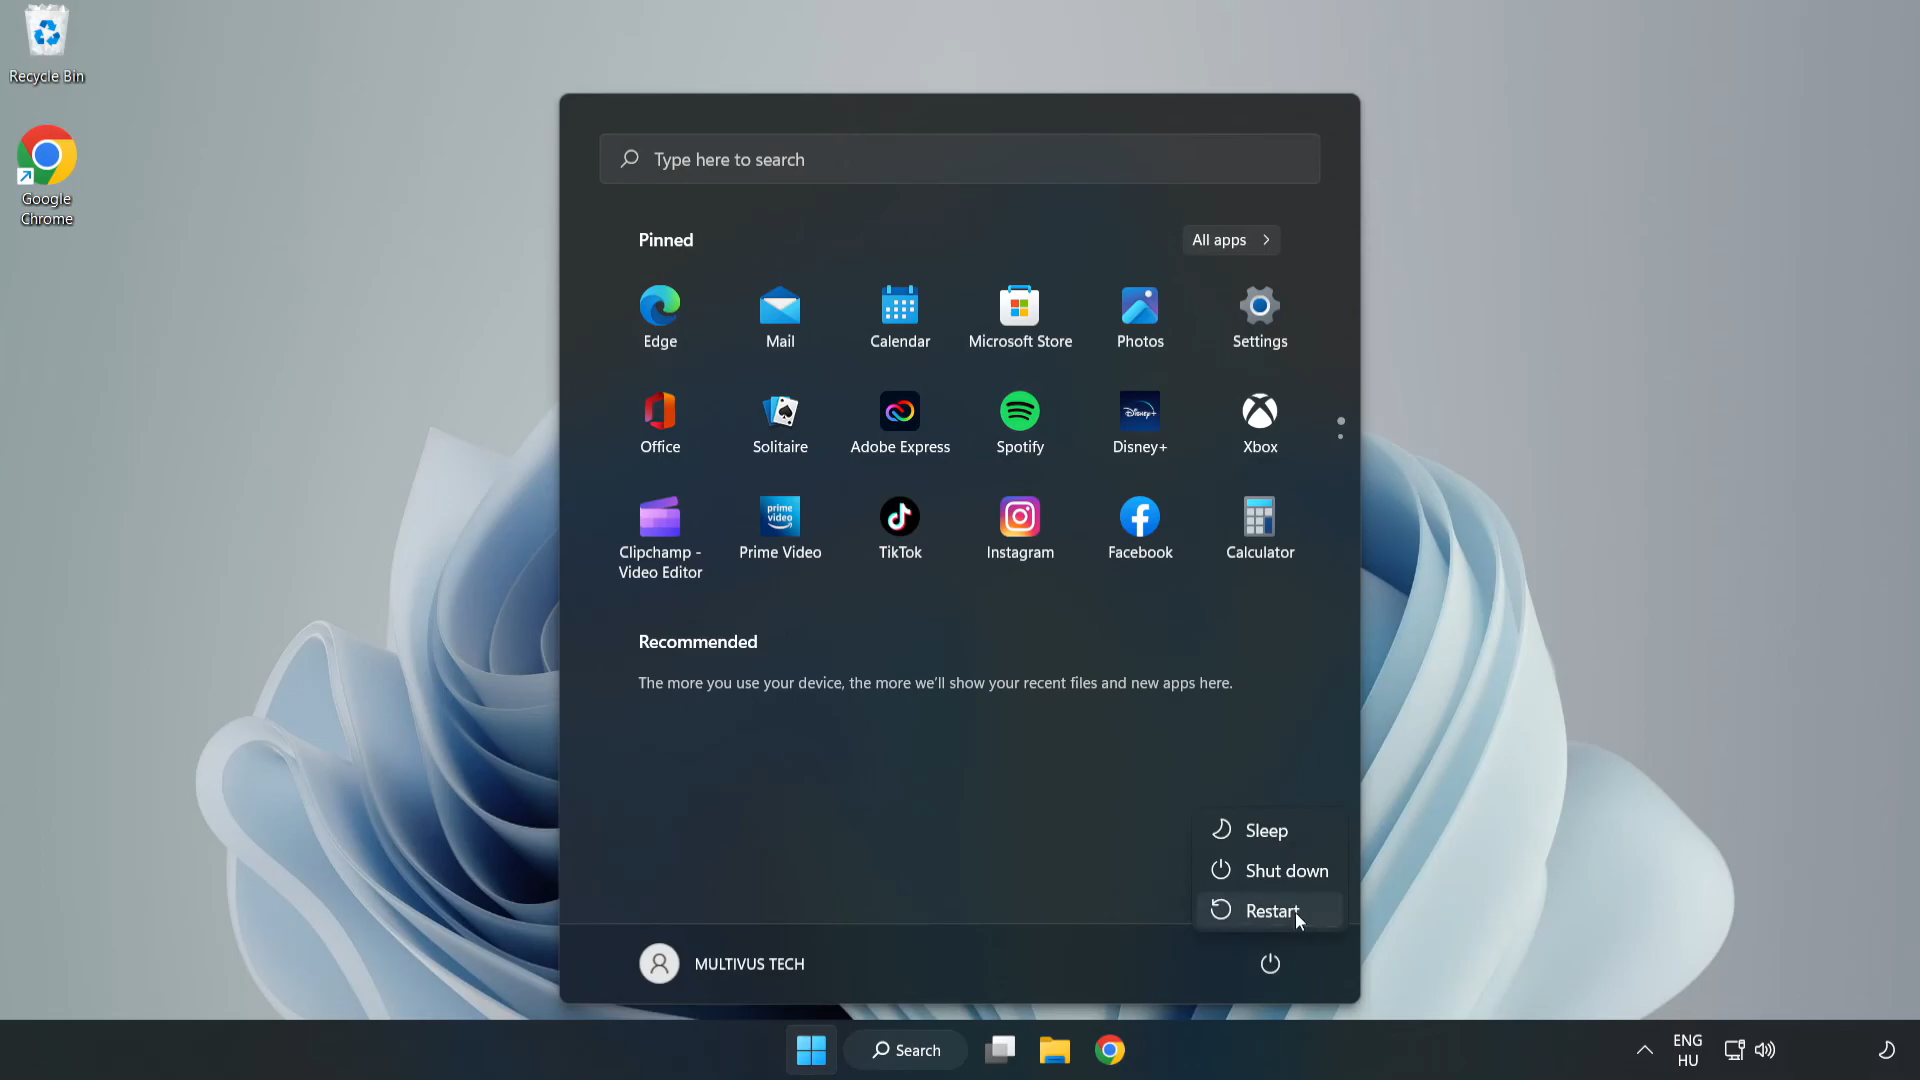 Recycle Bin
Google
Chrome
Type here to search
Pinned
All apps
Edge
Mail
Calendar
Microsoft Store
Photos
Settings
Office
Solitaire
Adobe Express
Spotify
Disney+
Disney+
Xbox
prime
video
Clipchamp -
Video Editor
Prime Video
TikTok
Instagram
Facebook
Calculator
Recommended
The more you use your device, the more we'll show your recent files and new apps here.
Sleep
Shut down
Restart
MULTIVUS TECH
Search
ENG
HU